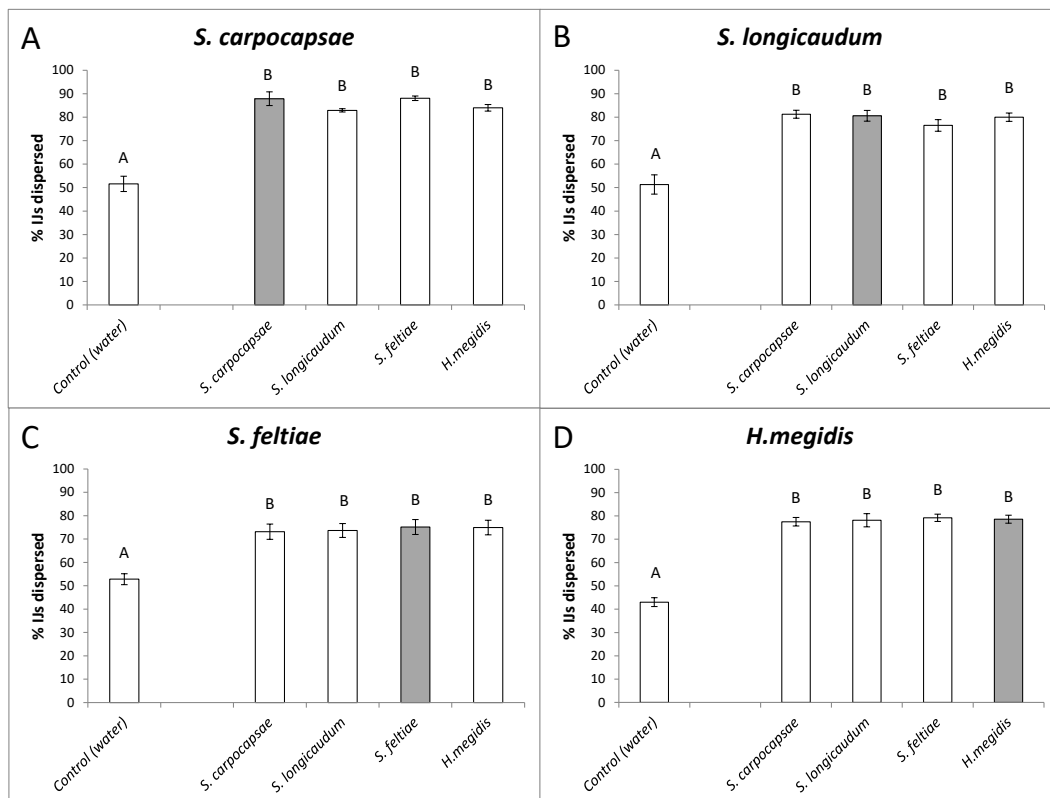 A
S. carpocapsae
% IJs dispersed
100
90
80
70
60
50
40
30
20
10
0
A
B
B
B
B
Control (water)
S. carpocapsae
S. longicaudum
S. feltiae
H.megidis
B
S. longicaudum
% IJs dispersed
100
90
80
70
60
50
40
30
20
10
0
A
B
B
B
B
Control (water)
S. carpocapsae
S. longicaudum
S. feltiae
H.megidis
C
S. feltiae
% IJs dispersed
100
90
80
70
60
50
40
30
20
10
0
A
B
B
B
B
Control (water)
S. carpocapsae
S. longicaudum
S. feltiae
H.megidis
D
H.megidis
% IJs dispersed
100
90
80
70
60
50
40
30
20
10
0
A
B
B
B
B
Control (water)
S. carpocapsae
S. longicaudum
S. feltiae
H.megidis